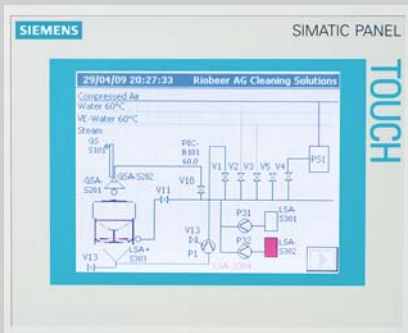 SIEMENS
SIMATIC PANEL
TOUCH
29/04/09 20:27:33 Riobeer AG Cleaning Solutions
Compressed Air
Water 60°C
VE-Water 60°C
Steam
GS
S101
PIC-
B101
60.0
GSA-
S201
GSA-S202
V10
V11
V1 V2 V3 V5 V4
PS1
P31
LSA-
S301
P32
LSA-
S302
V13
P1
LSA+
S303
V13
LSA-S304